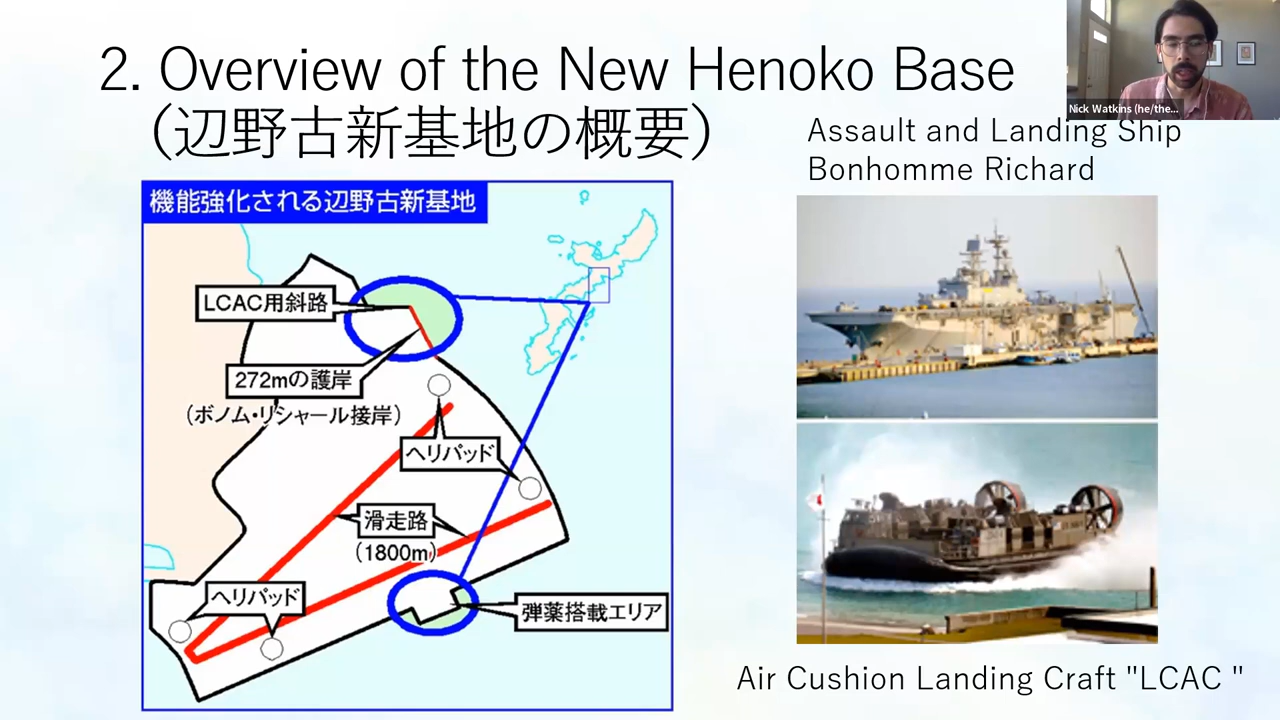 2. Overview of the New Henoko Base
（辺野古新基地の概要）
Nick Watkins (he/the...
Assault and Landing Ship
Bonhomme Richard
機能強化される辺野古新基地
LCAC用斜路
272mの護岸
（ボノム・リシャール接岸）
ヘリパッド
滑走路
（1800m）
ヘリパッド
弾薬搭載エリア
Air Cushion Landing Craft "LCAC "